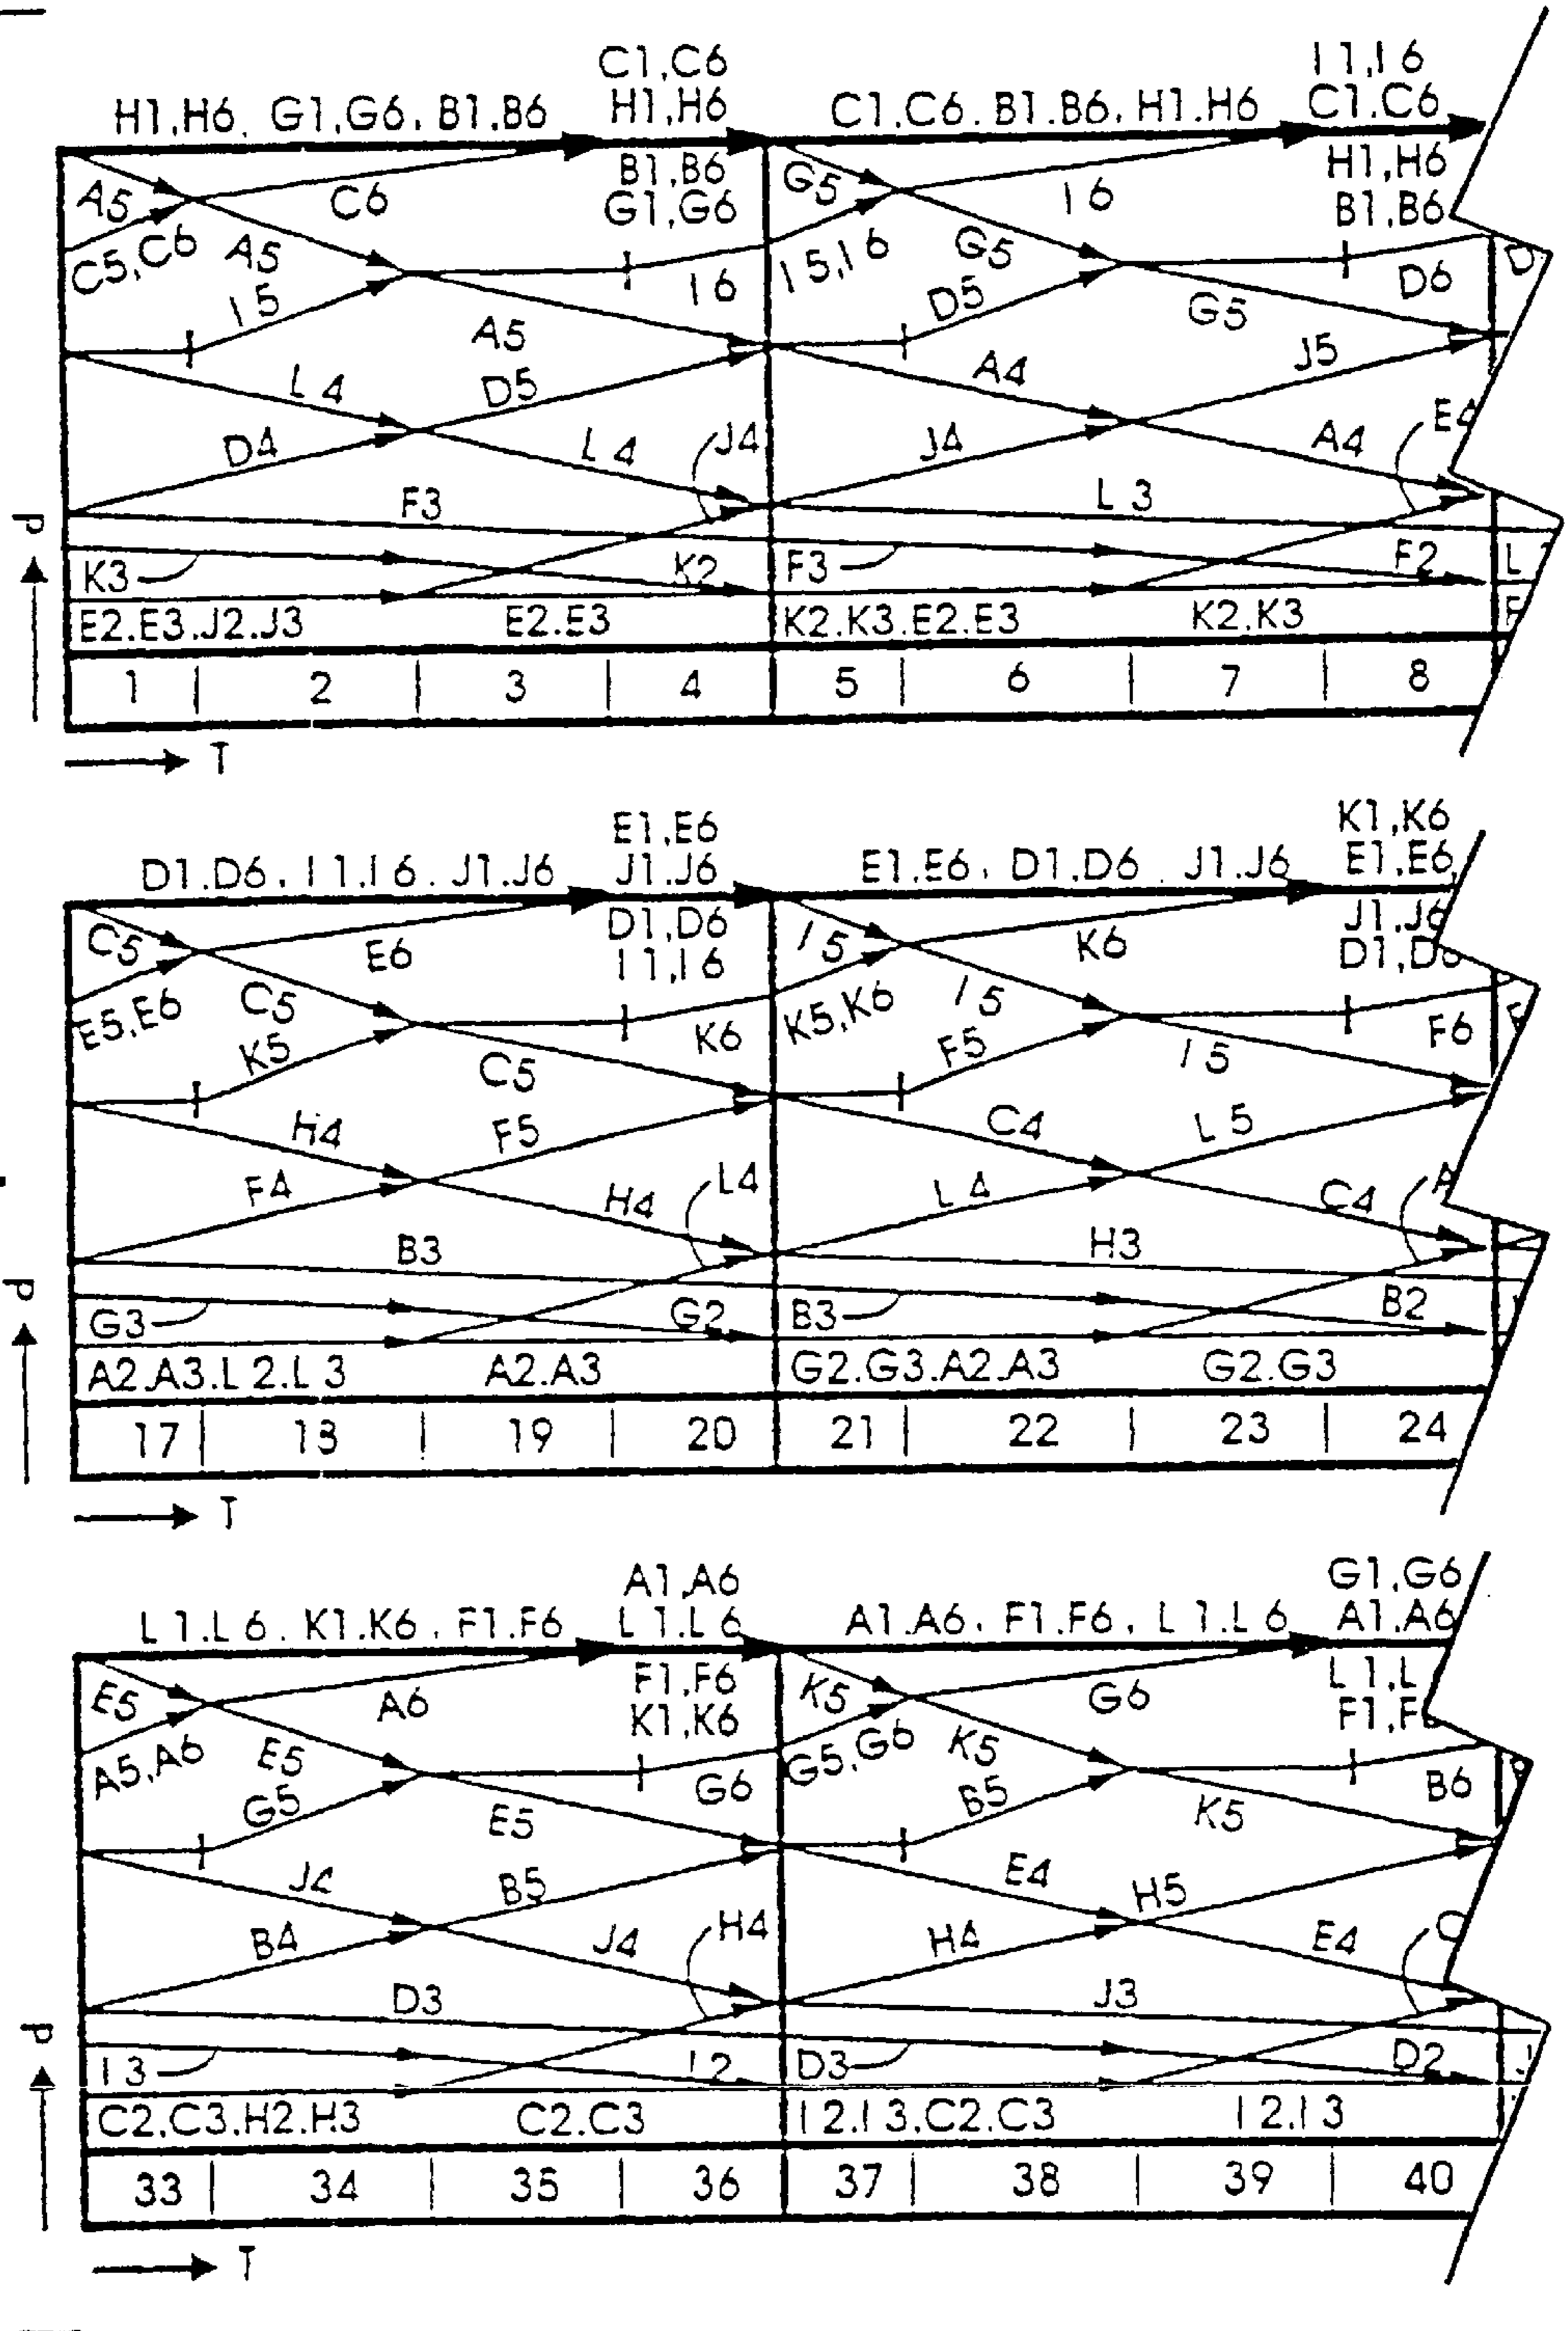 C1,C6 I1,I6
H1,H6, G1,G6, B1,B6 H1,H6 C1,C6, B1,B6, H1,H6 C1,C6
B1,B6 H1,H6
A5 C6 G1,G6 G5 I6 B1,B6
C5,C6 A5 I6 I5,I6 G5 D6 D
I5 A5 D5 G5
L4 D5 A4 J5
D4 L4 J4 J4 A4 E4
F3 L3
K3 K2 F3 F2 L
E2.E3.J2.J3 E2.E3 K2.K3.E2.E3 K2.K3
1 2 3 4 5 6 7 8
P
T
E1,E6 K1,K6
D1.D6, I1.I6, J1.J6 J1.J6 E1.E6, D1.D6, J1.J6 E1,E6,
D1,D6 J1,J6
C5 E6 I1,I6 I5 K6 D1,D6
E5,E6 C5 K6 K5,K6 I5 F6
K5 C5 F5 I5
H4 F5 C4 L5
F4 H4 L4 L4 C4 A
B3 H3
G3 G2 B3 B2
A2.A3.L2.L3 A2.A3 G2.G3.A2.A3 G2.G3
17 18 19 20 21 22 23 24
P
T
A1,A6 G1,G6
L1.L6, K1.K6, F1.F6 L1.L6 A1.A6, F1.F6, L1.L6 A1,A6
F1,F6 L1,L
E5 A6 K1,K6 K5 G6 F1,F6
A5,A6 E5 G6 G5,G6 K5 B6
G5 E5 B5 K5
J4 B5 E4 H5
B4 J4 H4 H4 E4 C
D3 J3
I3 I2 D3 D2 J
C2.C3.H2.H3 C2.C3 I2.I3.C2.C3 I2.I3
33 34 35 36 37 38 39 40
P
T